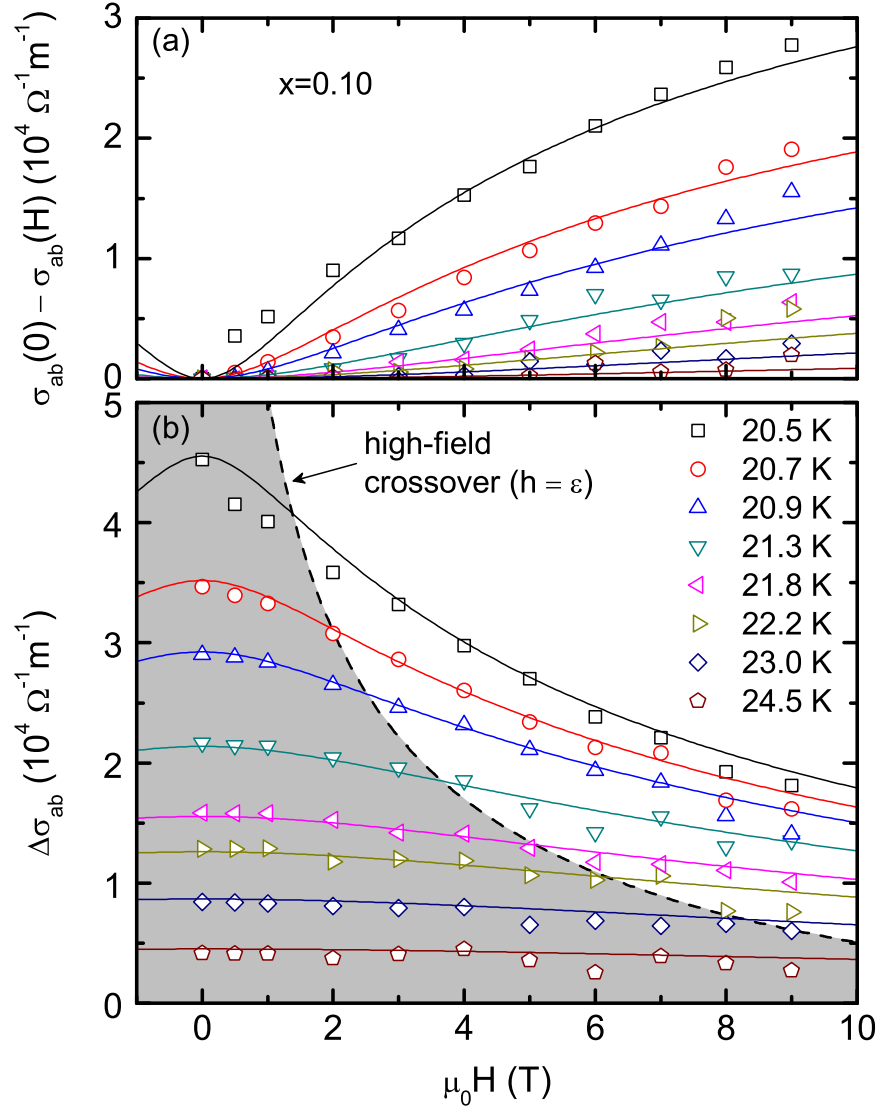 (a)
x=0.10
σab(0) − σab(H) (10⁴ Ω⁻¹m⁻¹)
3
2
1
0
(b)
high-field
crossover (h = ε)
20.5 K
20.7 K
20.9 K
21.3 K
21.8 K
22.2 K
23.0 K
24.5 K
Δσab (10⁴ Ω⁻¹m⁻¹)
5
4
3
2
1
0
0 2 4 6 8 10
μ₀H (T)